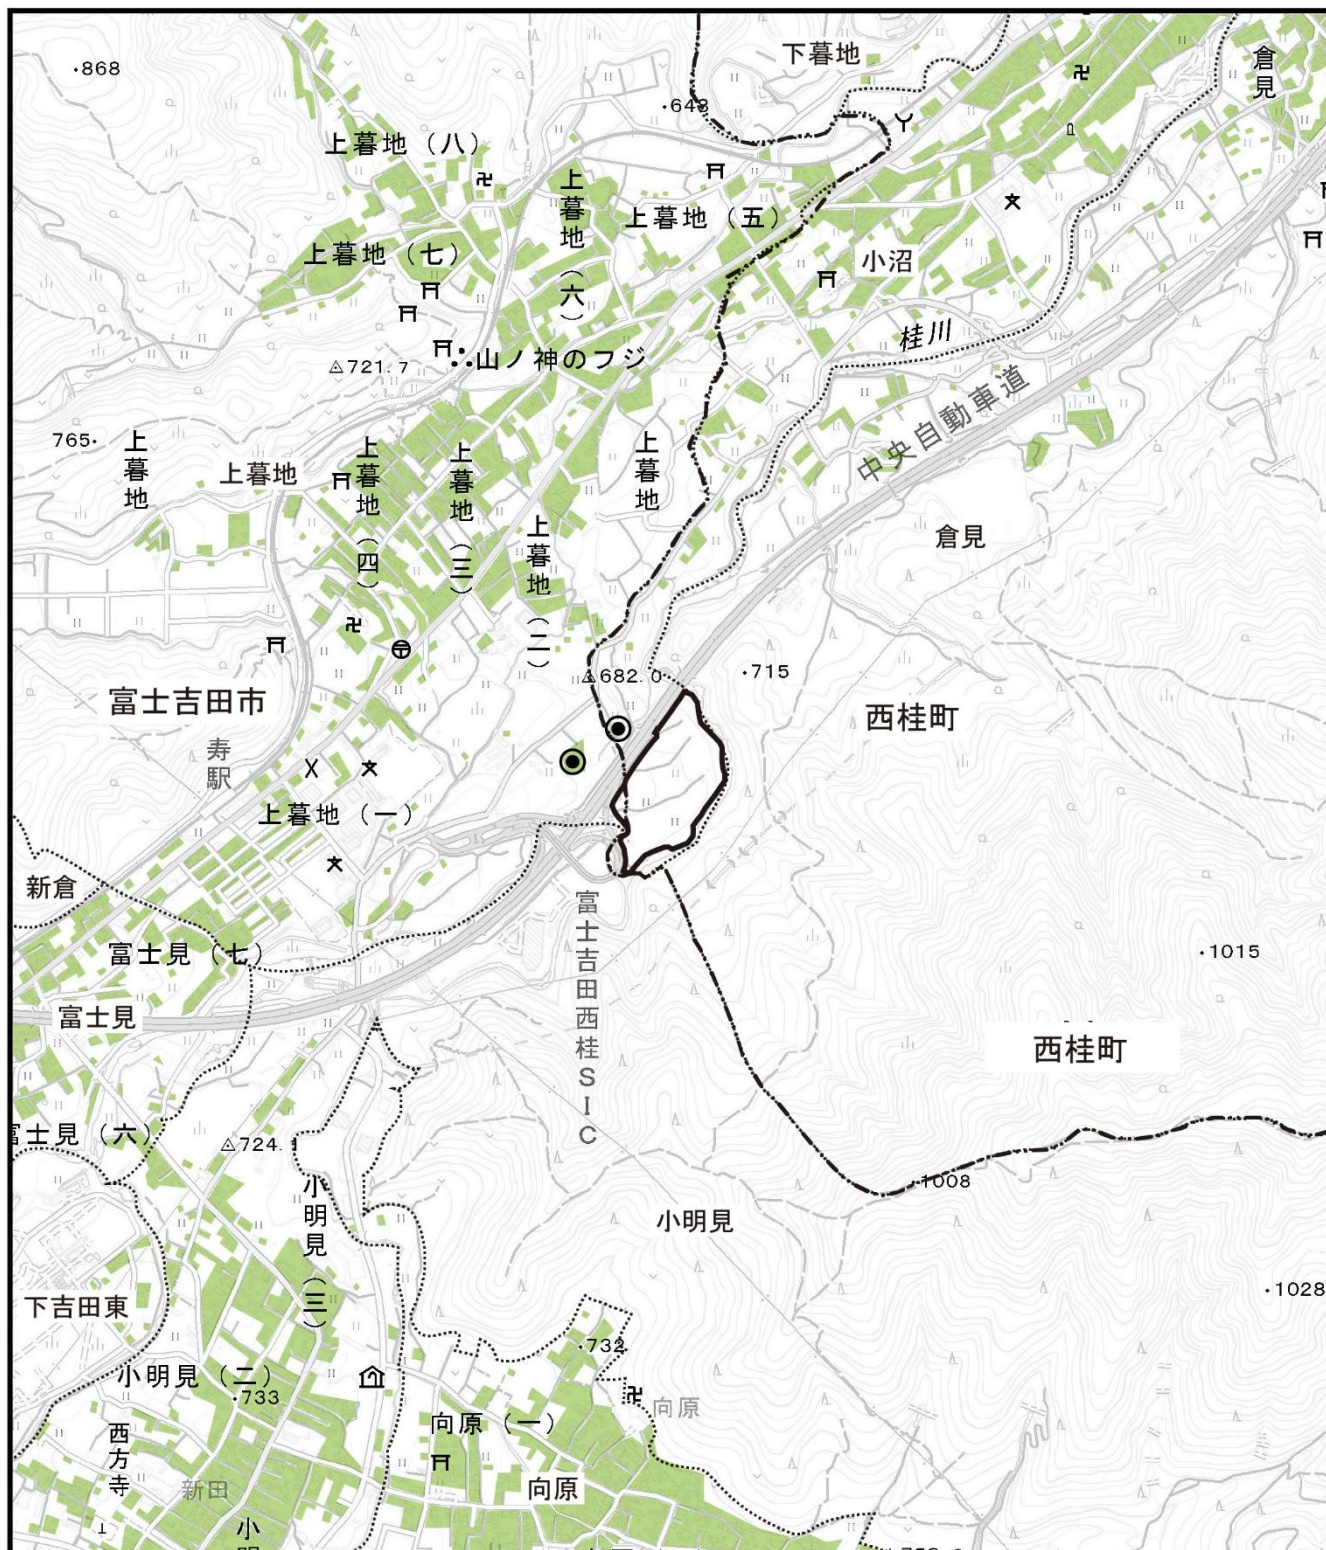 下暮地
倉見
・868
・643
上暮地（八）
上暮地（六）
上暮地（五）
上暮地（七）
小沼
桂川
山ノ神のフジ
721.7
中央自動車道
765・
上暮地
上暮地
上暮地（四）
上暮地（三）
上暮地
上暮地（二）
倉見
682.0
・715
富士吉田市
西桂町
寿駅
上暮地（一）
新倉
富士吉田西桂SIC
富士見（七）
・1015
富士見
西桂町
富士見（六）
724.
・1008
小明見（三）
小明見
下吉田東
・1028
・732
小明見（二）
・733
向原
向原（一）
西方寺
新田
向原
小